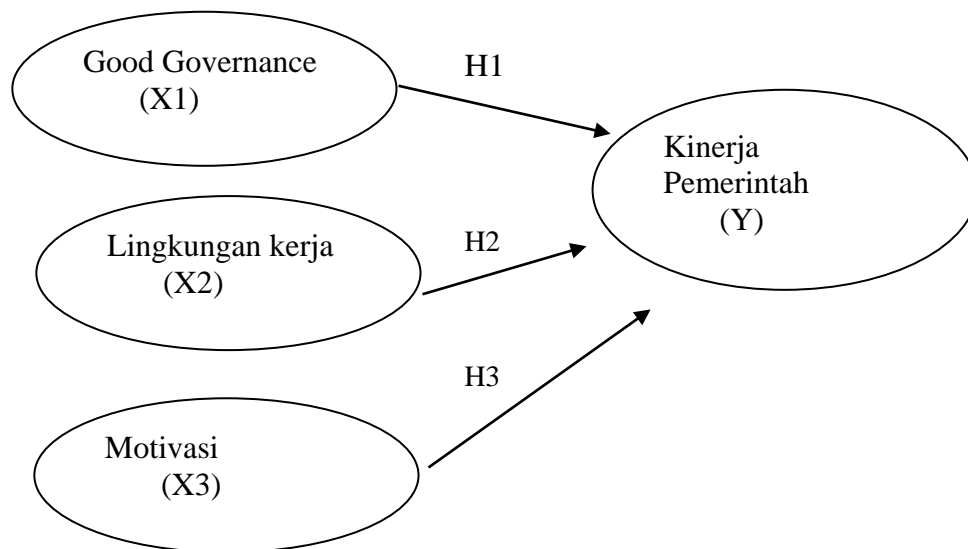 Good Governance
(X1)
H1
Kinerja
Pemerintah
(Y)
Lingkungan kerja
(X2)
H2
H3
Motivasi
(X3)